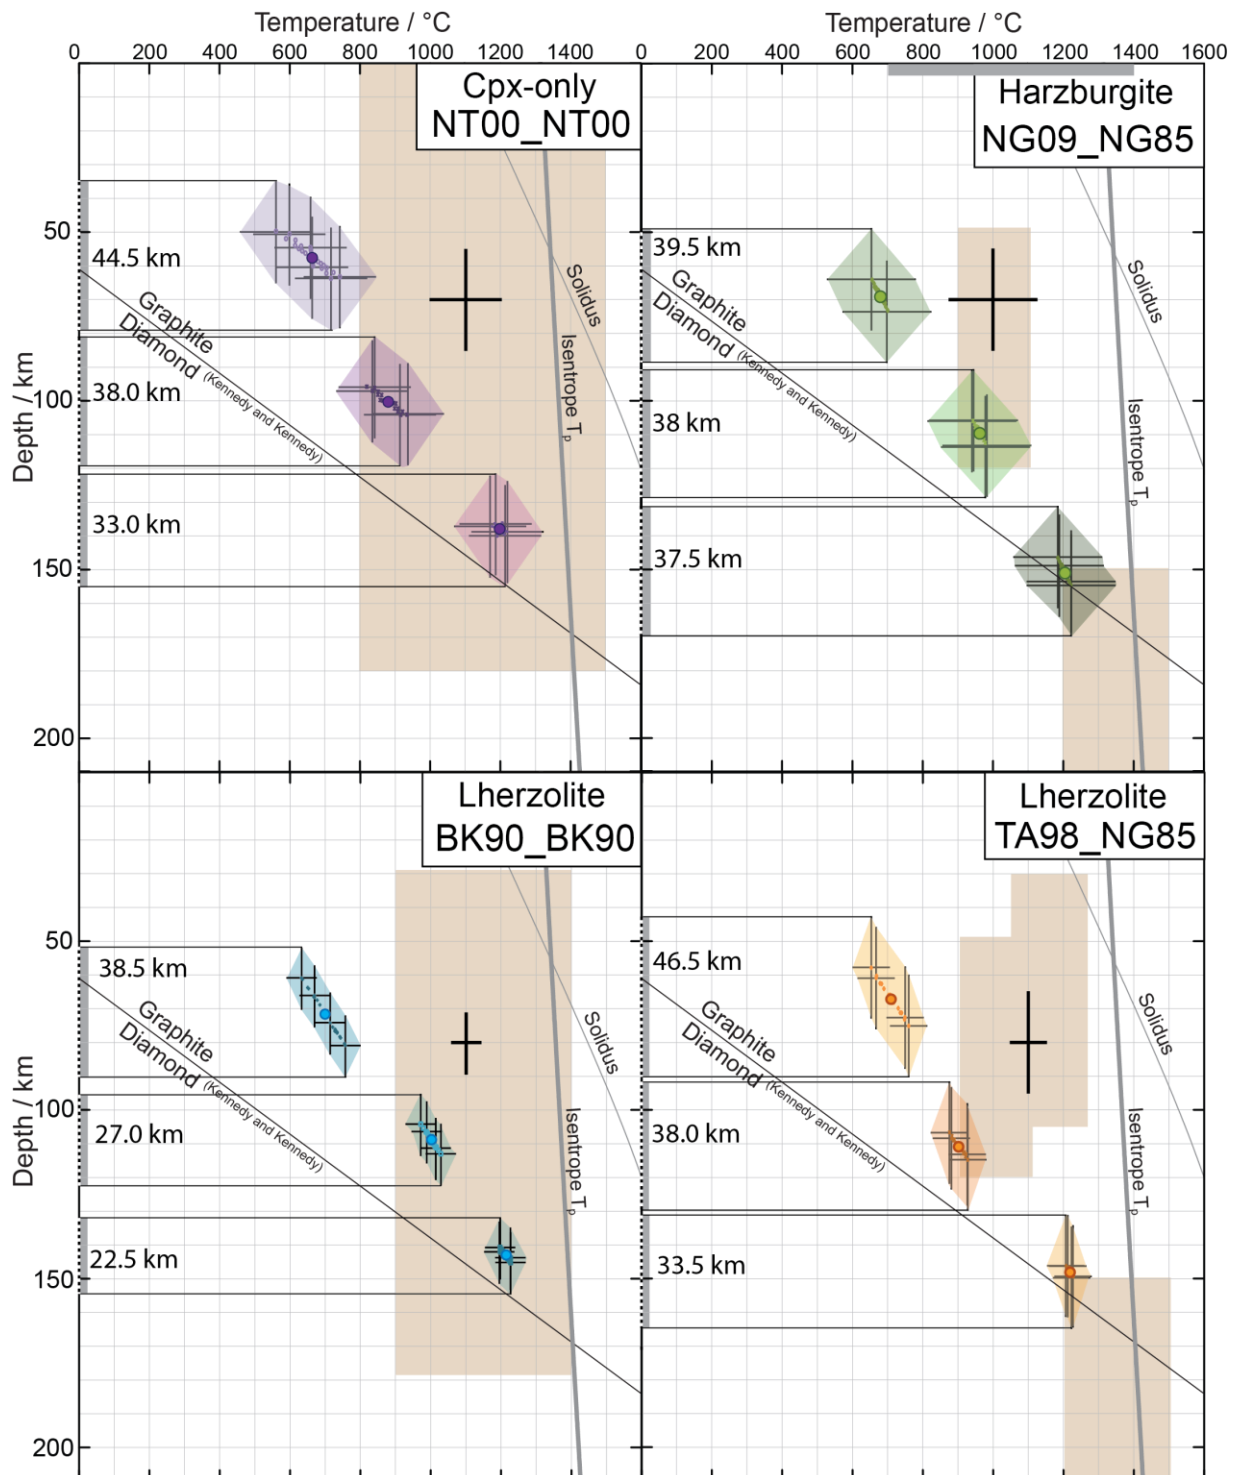 Temperature / °C
Temperature / °C
0 200 400 600 800 1000 1200 1400 0 200 400 600 800 1000 1200 1400 1600
Cpx-only
NT00_NT00
Harzburgite
NG09_NG85
50
100
150
200
Depth / km
44.5 km
38.0 km
33.0 km
Graphite
Diamond (Kennedy and Kennedy)
Solidus
Isentrope Tp
39.5 km
38 km
37.5 km
Graphite
Diamond (Kennedy and Kennedy)
Solidus
Isentrope Tp
Lherzolite
BK90_BK90
Lherzolite
TA98_NG85
50
100
150
200
Depth / km
38.5 km
27.0 km
22.5 km
Graphite
Diamond (Kennedy and Kennedy)
Solidus
Isentrope Tp
46.5 km
38.0 km
33.5 km
Graphite
Diamond (Kennedy and Kennedy)
Solidus
Isentrope Tp